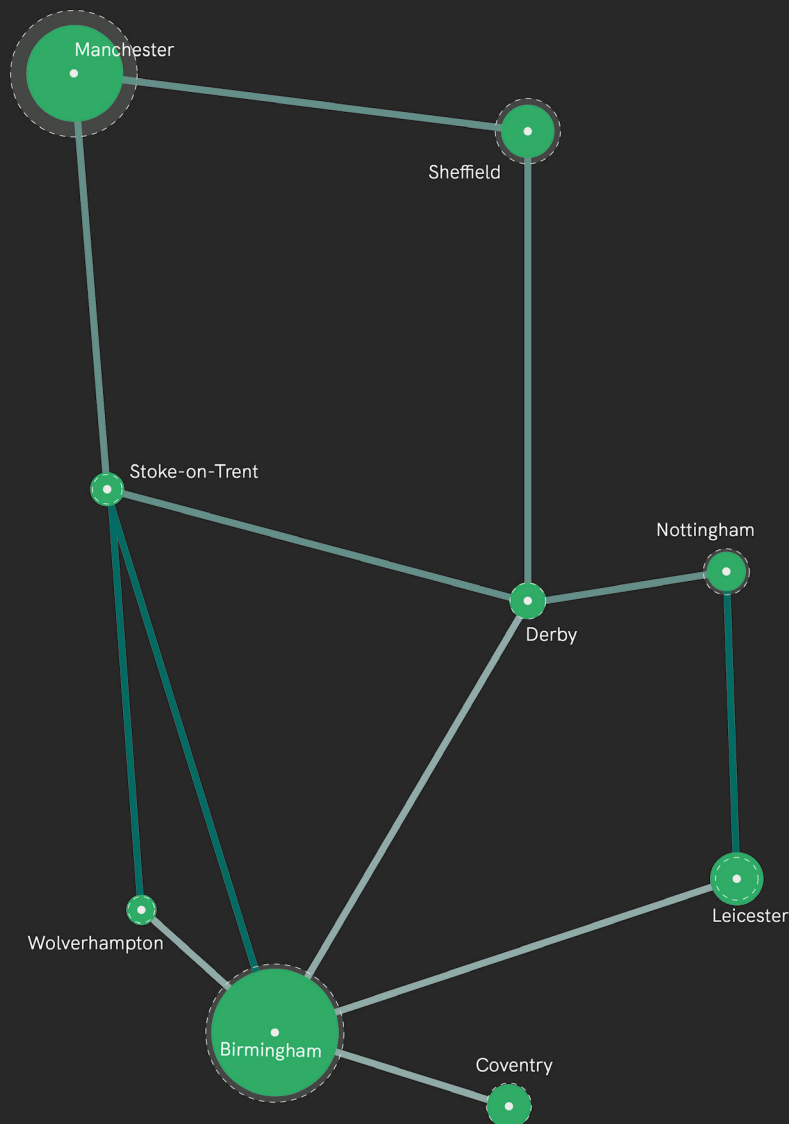 Manchester
Sheffield
Stoke-on-Trent
Nottingham
Derby
Leicester
Wolverhampton
Birmingham
Coventry